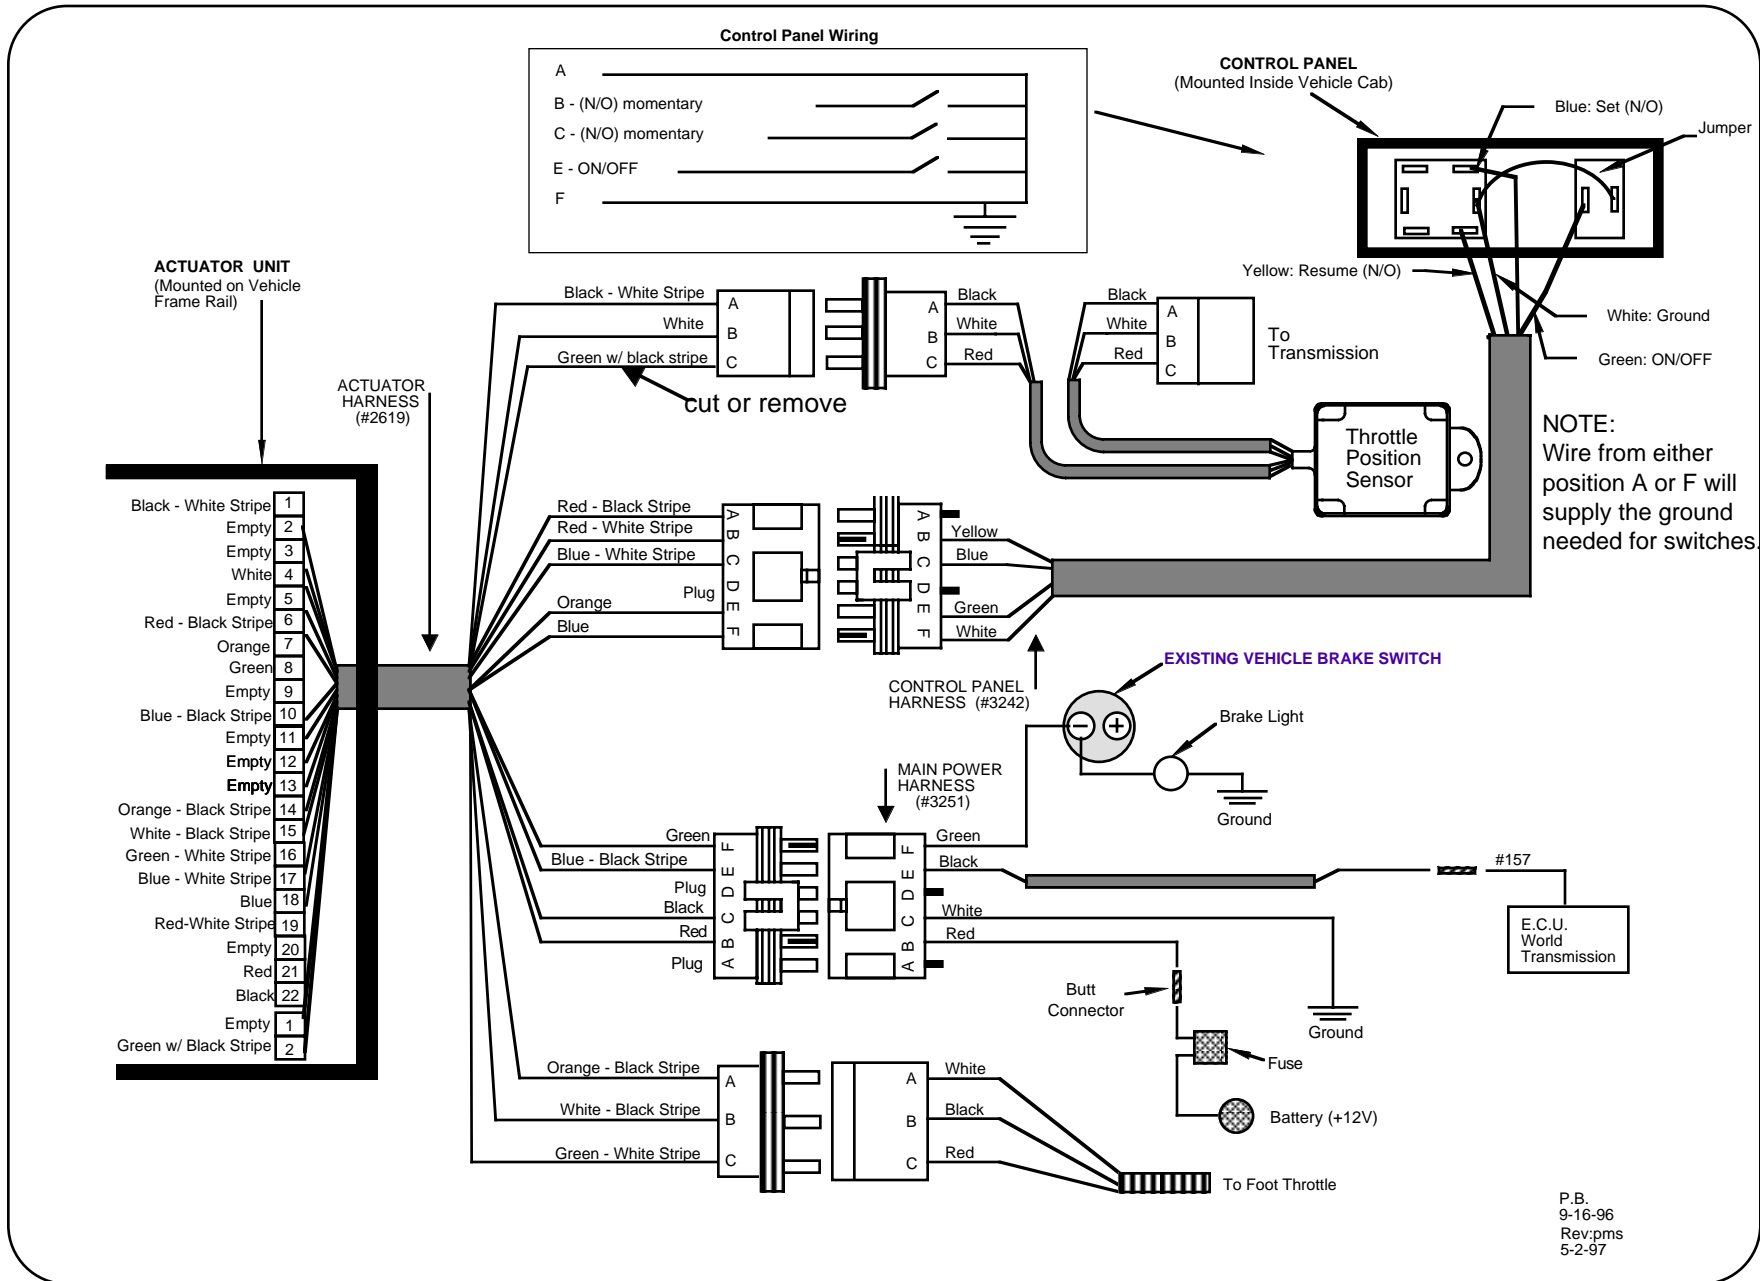 Control Panel Wiring
A
B - (N/O) momentary
C - (N/O) momentary
E - ON/OFF
F
CONTROL PANEL
(Mounted Inside Vehicle Cab)
Blue: Set (N/O)
Jumper
Yellow: Resume (N/O)
White: Ground
Green: ON/OFF
NOTE:
Wire from either
position A or F will
supply the ground
needed for switches.
ACTUATOR UNIT
(Mounted on Vehicle
Frame Rail)
ACTUATOR
HARNESS
(#2619)
Black - White Stripe 1
Empty 2
Empty 3
White 4
Empty 5
Red - Black Stripe 6
Orange 7
Green 8
Empty 9
Blue - Black Stripe 10
Empty 11
Empty 12
Empty 13
Orange - Black Stripe 14
White - Black Stripe 15
Green - White Stripe 16
Blue - White Stripe 17
Blue 18
Red-White Stripe 19
Empty 20
Red 21
Black 22
Empty 1
Green w/ Black Stripe 2
Black - White Stripe A
White B
Green w/ black stripe C
cut or remove
A Black
B White
C Red
Black A
White B
Red C
To
Transmission
Throttle
Position
Sensor
Red - Black Stripe A
Red - White Stripe B
Blue - White Stripe C
Plug D
Orange E
Blue F
A
B Yellow
C Blue
D
E Green
F White
CONTROL PANEL
HARNESS (#3242)
EXISTING VEHICLE BRAKE SWITCH
− +
Brake Light
Ground
MAIN POWER
HARNESS
(#3251)
Green F
Blue - Black Stripe E
Plug D
Black C
Red B
Plug A
F Green
E Black
D
C White
B Red
A
#157
E.C.U.
World
Transmission
Butt
Connector
Ground
Fuse
Battery (+12V)
Orange - Black Stripe A
White - Black Stripe B
Green - White Stripe C
A White
B Black
C Red
To Foot Throttle
P.B.
9-16-96
Rev:pms
5-2-97